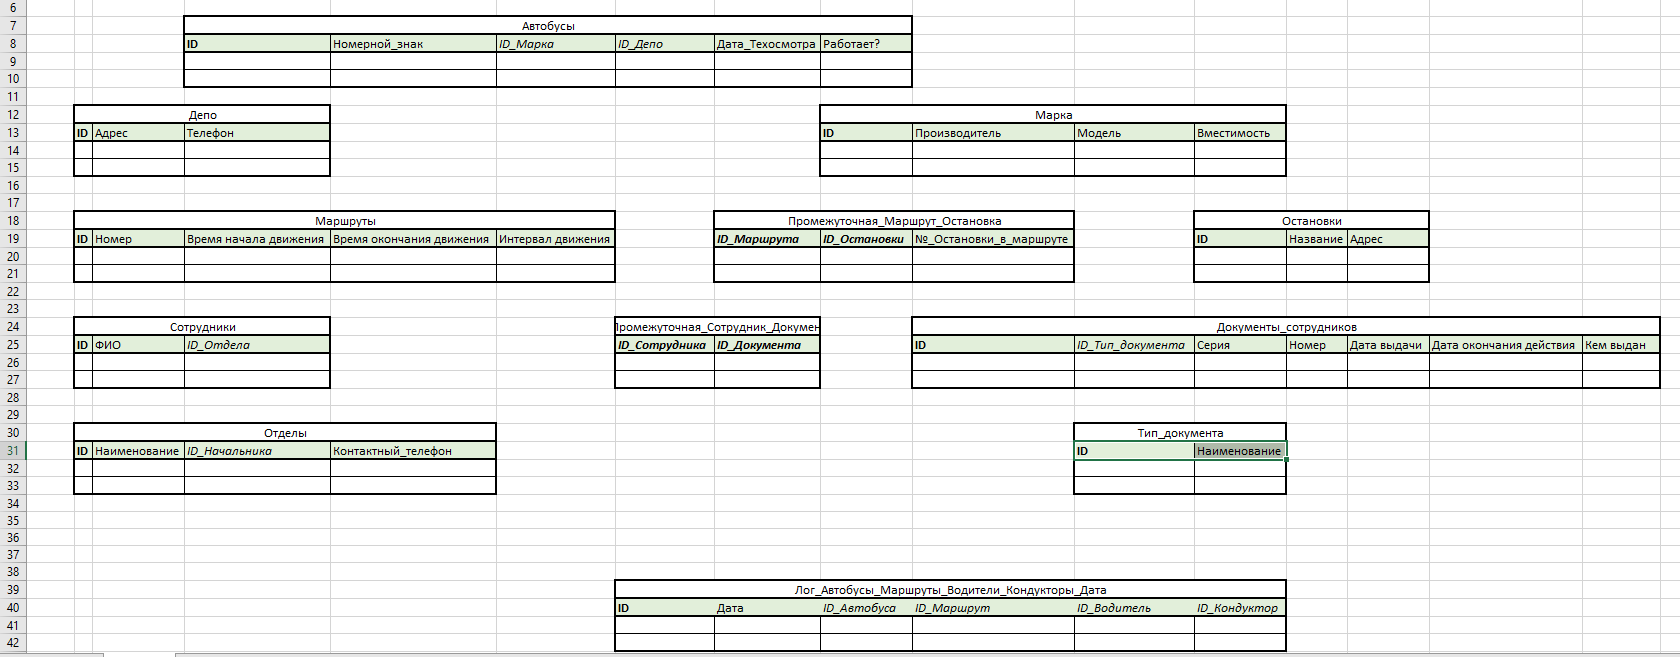 6
7 Автобусы
8 ID Номерной_знак ID_Марка ID_Депо Дата_Техосмотра Работает?
9
10
11
12 Депо Марка
13 ID Адрес Телефон ID Производитель Модель Вместимость
14
15
16
17
18 Маршруты Промежуточная_Маршрут_Остановка Остановки
19 ID Номер Время начала движения Время окончания движения Интервал движения ID_Маршрута ID_Остановки №_Остановки_в_маршруте ID Название Адрес
20
21
22
23
24 Сотрудники Промежуточная_Сотрудник_Докумен Документы_сотрудников
25 ID ФИО ID_Отдела ID_Сотрудника ID_Документа ID ID_Тип_документа Серия Номер Дата выдачи Дата окончания действия Кем выдан
26
27
28
29
30 Отделы Тип_документа
31 ID Наименование ID_Начальника Контактный_телефон ID Наименование
32
33
34
35
36
37
38
39 Лог_Автобусы_Маршруты_Водители_Кондукторы_Дата
40 ID Дата ID_Автобуса ID_Маршрут ID_Водитель ID_Кондуктор
41
42